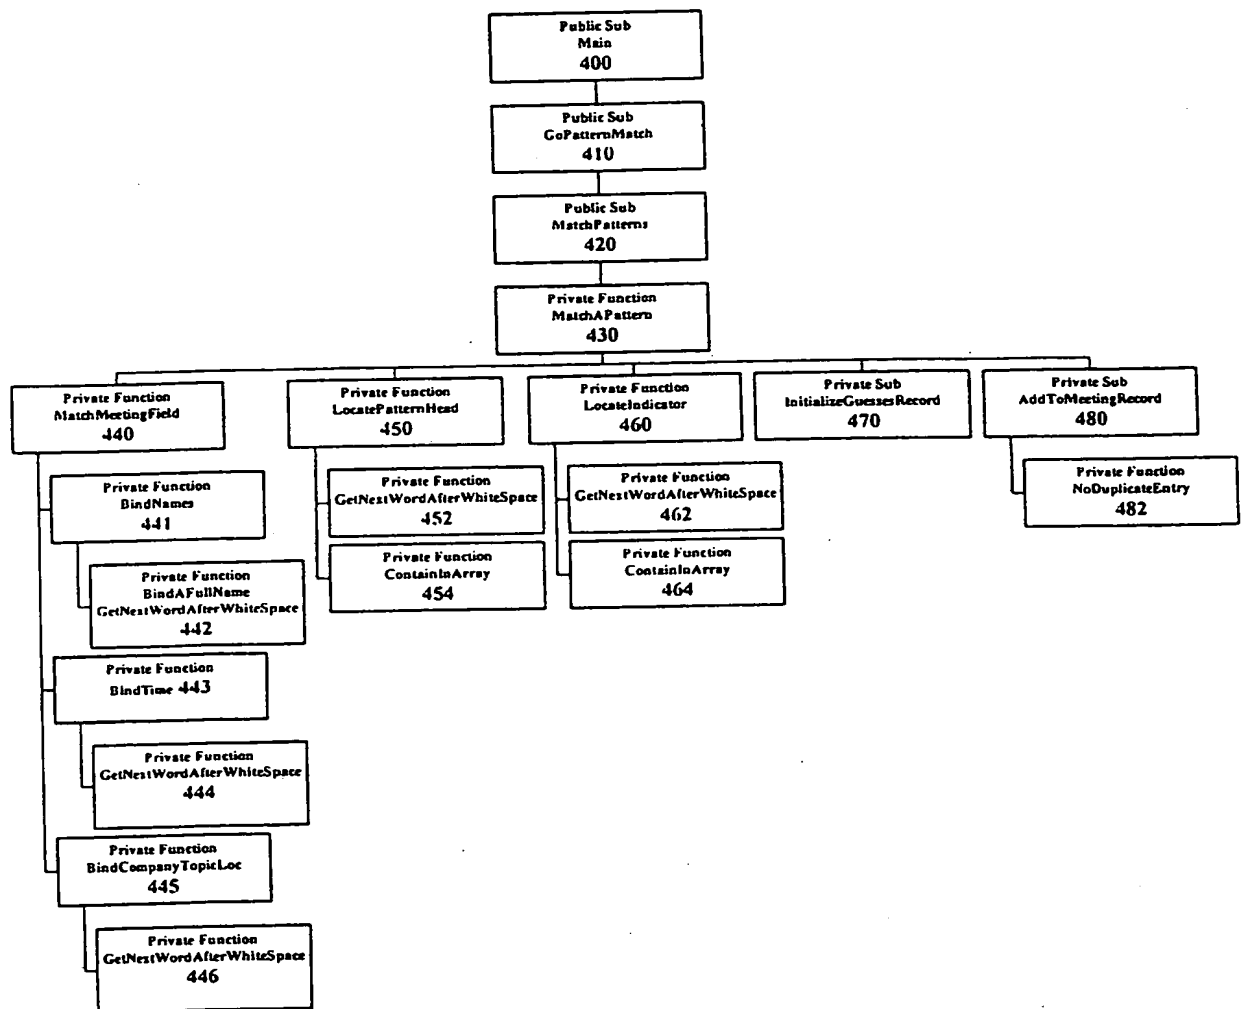 Public Sub
Main
400
Public Sub
GoPatternMatch
410
Public Sub
MatchPatterns
420
Private Function
MatchAPattern
430
Private Function
MatchMeetingField
440
Private Function
LocatePatternHead
450
Private Function
LocateIndicator
460
Private Sub
InitializeGuessesRecord
470
Private Sub
AddToMeetingRecord
480
Private Function
BindNames
441
Private Function
GetNextWordAfterWhiteSpace
452
Private Function
GetNextWordAfterWhiteSpace
462
Private Function
NoDuplicateEntry
482
Private Function
ContainInArray
454
Private Function
ContainInArray
464
Private Function
BindAFullName
GetNextWordAfterWhiteSpace
442
Private Function
BindTime 443
Private Function
GetNextWordAfterWhiteSpace
444
Private Function
BindCompanyTopicLoc
445
Private Function
GetNextWordAfterWhiteSpace
446